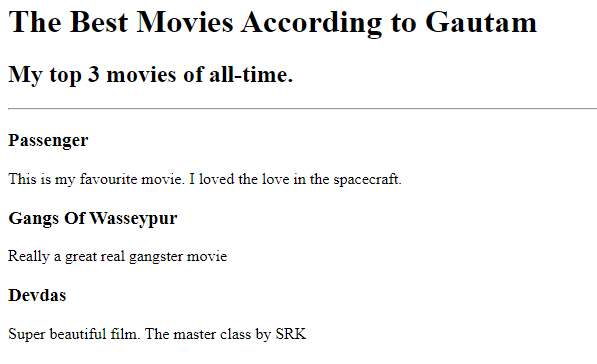 The Best Movies According to Gautam
My top 3 movies of all-time.
Passenger
This is my favourite movie. I loved the love in the spacecraft.
Gangs Of Wasseypur
Really a great real gangster movie
Devdas
Super beautiful film. The master class by SRK